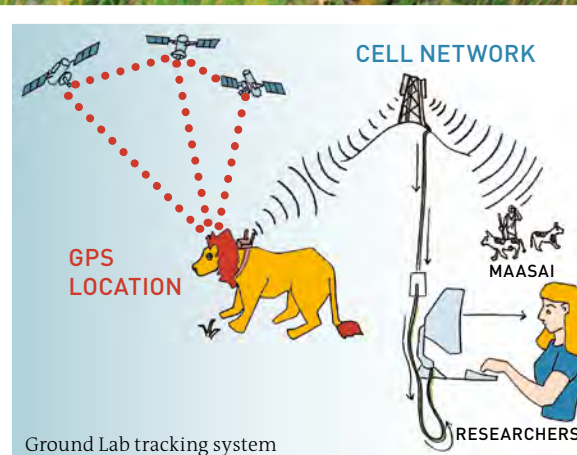 CELL NETWORK
GPS
LOCATION
MAASAI
RESEARCHERS
Ground Lab tracking system